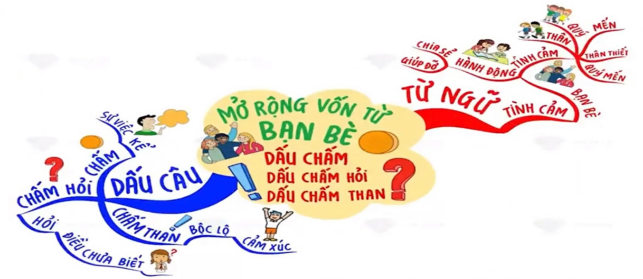 MỞ RỘNG VỐN TỪ
BẠN BÈ
DẤU CHẤM
DẤU CHẤM HỎI
DẤU CHẤM THAN
TỪ NGỮ
TÌNH CẢM
BẠN BÈ
HÀNH ĐỘNG
CHIA SẺ
GIÚP ĐỠ
TÌNH CẢM
THÂN
QUÝ MẾN
THÂN THIẾT
QUÝ MẾN
DẤU CÂU
CHẤM
SỰ VIỆC KỂ
CHẤM HỎI
HỎI
ĐIỀU CHƯA BIẾT
CHẤM THAN
BỘC LỘ
CẢM XÚC